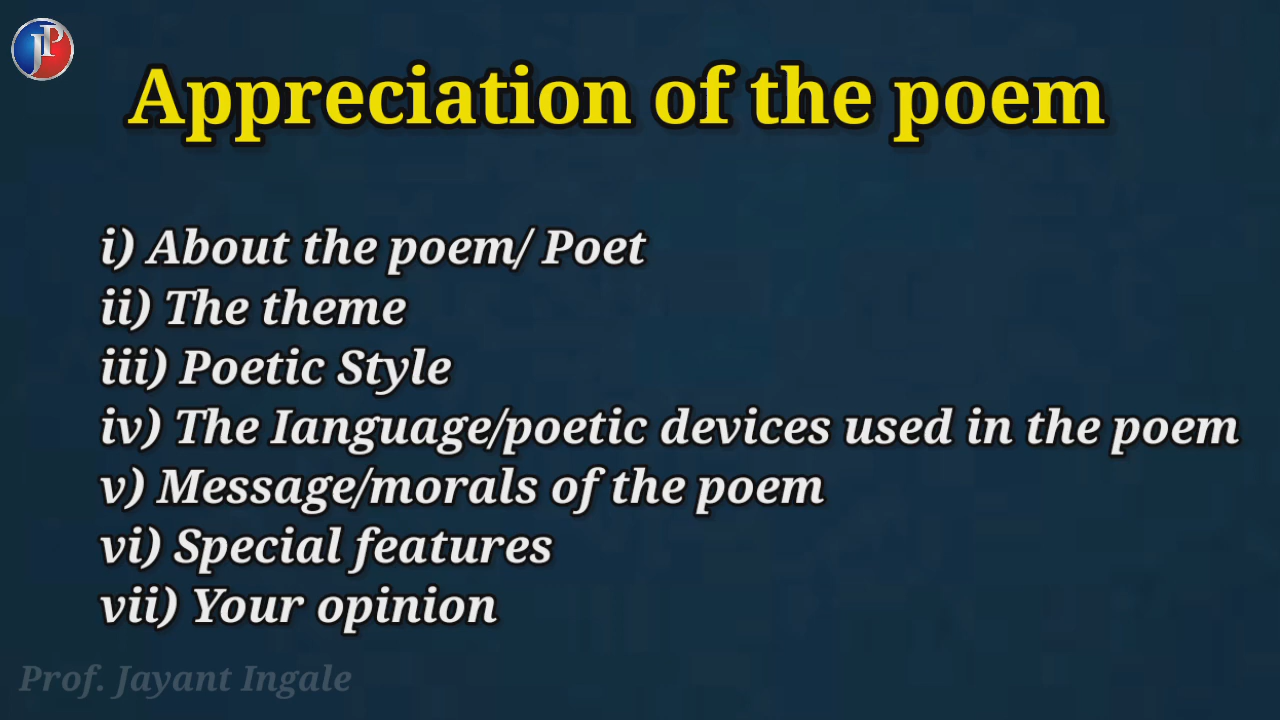 JP
Appreciation of the poem
i) About the poem/ Poet
ii) The theme
iii) Poetic Style
iv) The Ianguage/poetic devices used in the poem
v) Message/morals of the poem
vi) Special features
vii) Your opinion
Prof. Jayant Ingale